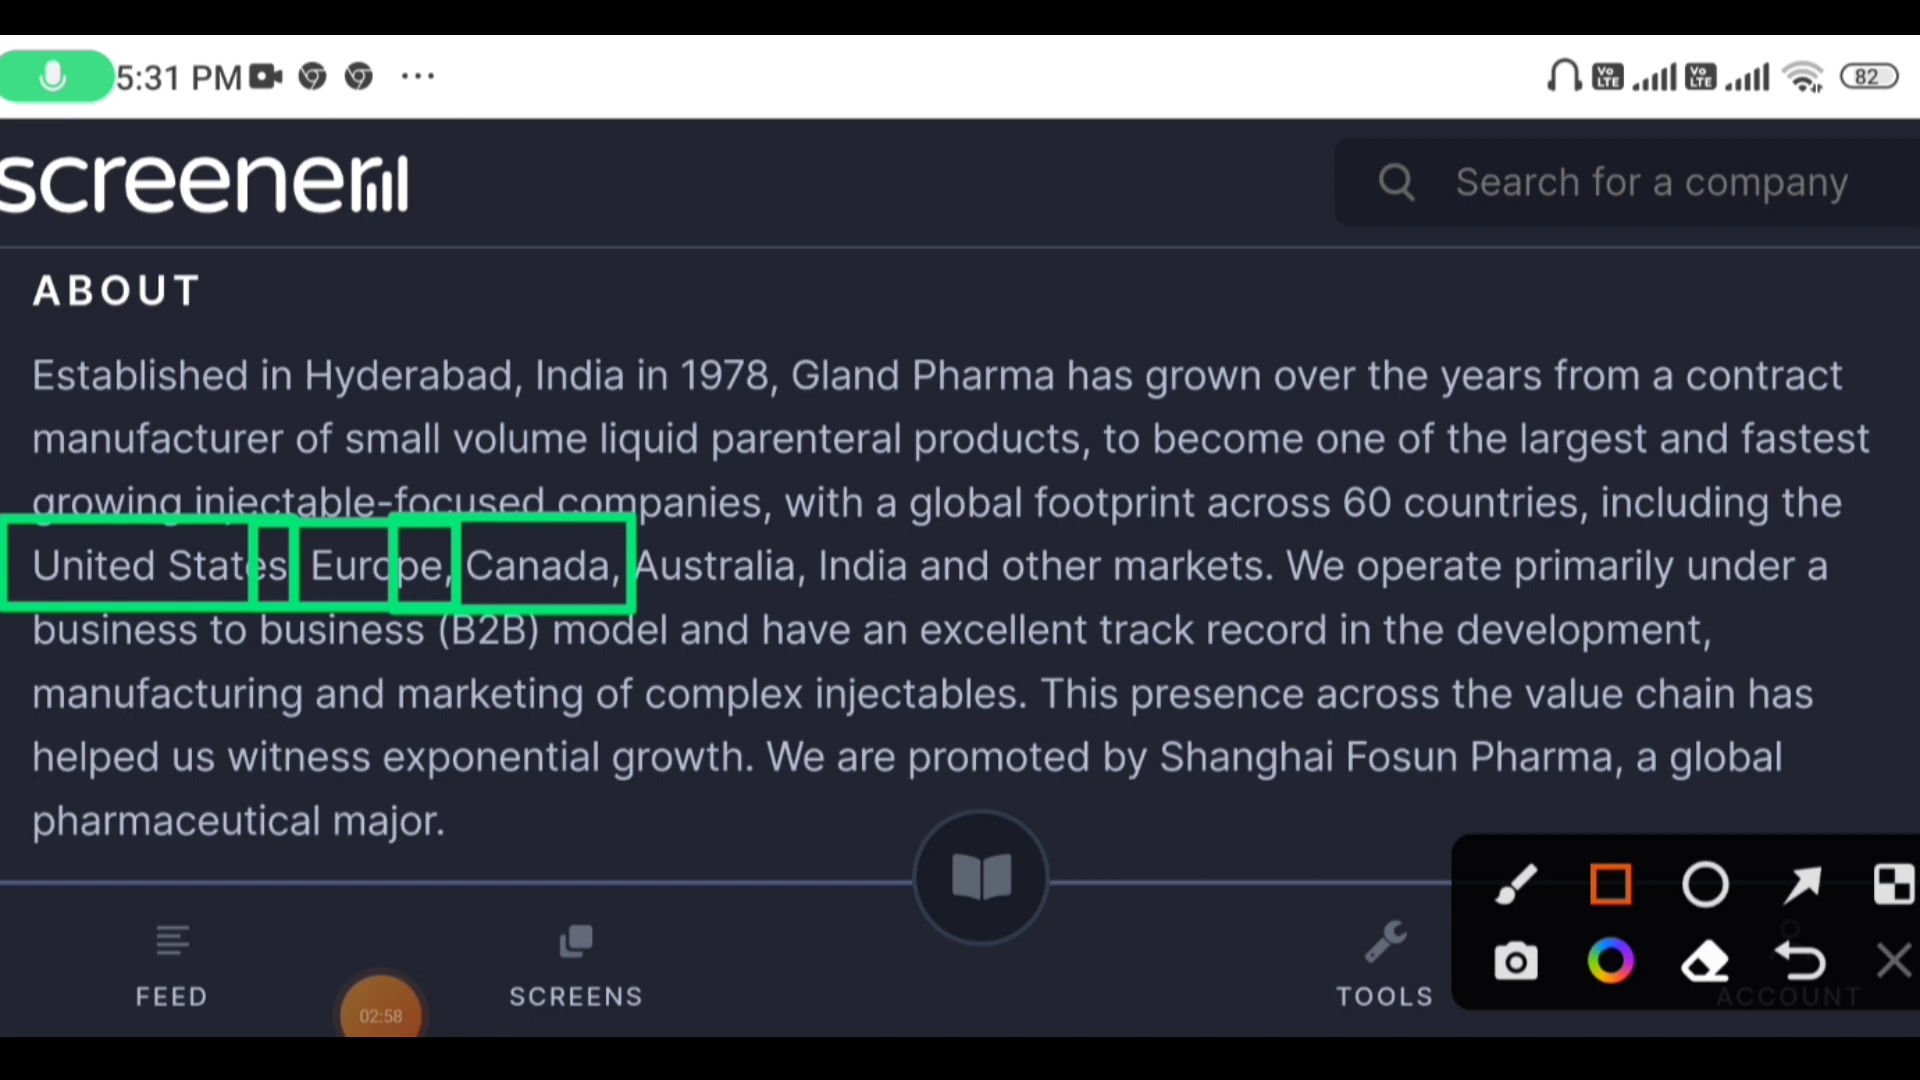 5:31 PM
Vo LTE
Vo LTE
82
screener
Search for a company
ABOUT
Established in Hyderabad, India in 1978, Gland Pharma has grown over the years from a contract
manufacturer of small volume liquid parenteral products, to become one of the largest and fastest
growing injectable-focused companies, with a global footprint across 60 countries, including the
United States, Europe, Canada, Australia, India and other markets. We operate primarily under a
business to business (B2B) model and have an excellent track record in the development,
manufacturing and marketing of complex injectables. This presence across the value chain has
helped us witness exponential growth. We are promoted by Shanghai Fosun Pharma, a global
pharmaceutical major.
FEED
02:58
SCREENS
TOOLS
ACCOUNT